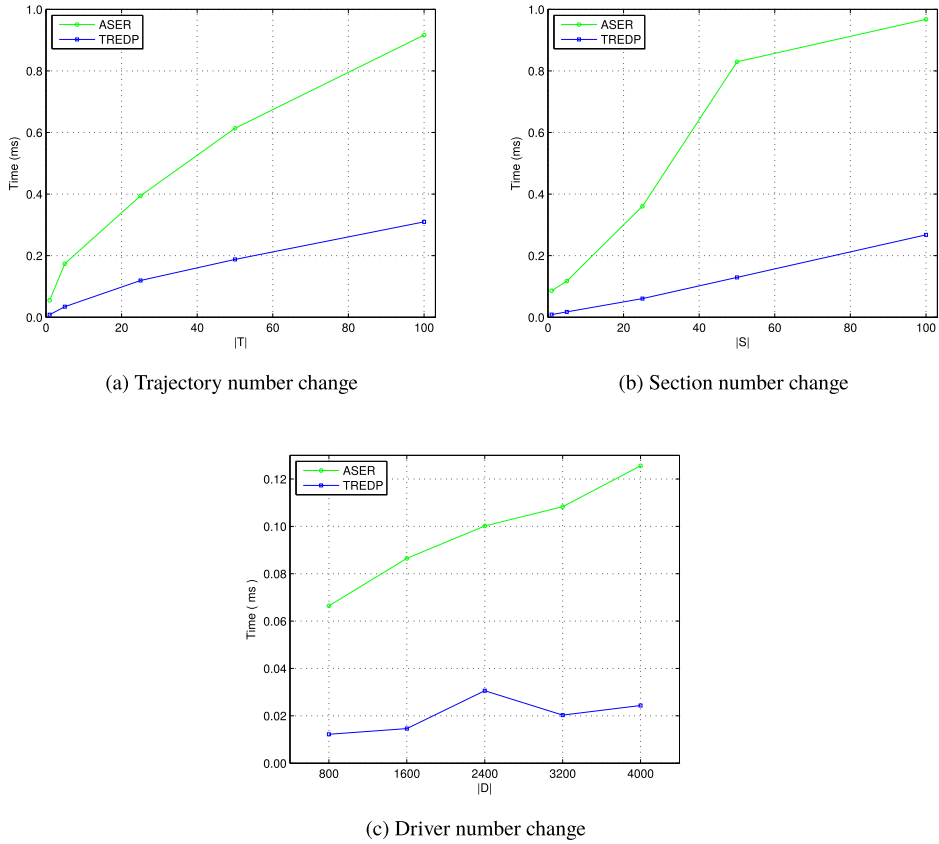 1.0
0.8
0.6
0.4
0.2
0.0
Time (ms)
ASER
TREDP
0 20 40 60 80 100
|T|
(a) Trajectory number change
1.0
0.8
0.6
0.4
0.2
0.0
Time (ms)
ASER
TREDP
0 20 40 60 80 100
|S|
(b) Section number change
0.12
0.10
0.08
0.06
0.04
0.02
0.00
Time ( ms )
ASER
TREDP
800 1600 2400 3200 4000
|D|
(c) Driver number change